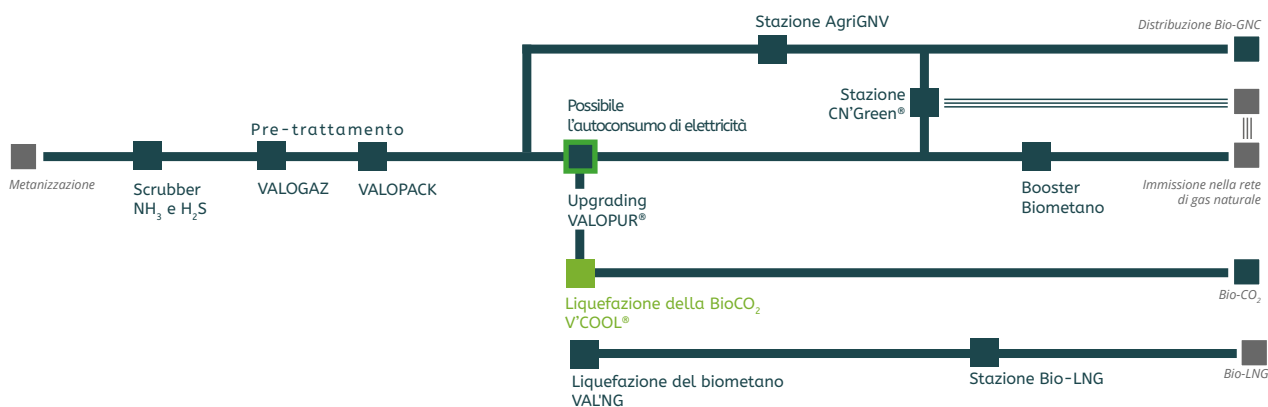 Stazione AgriGNV
Distribuzione Bio-GNC
Stazione
CN'Green®
Possibile
l'autoconsumo di elettricità
Pre-trattamento
Metanizzazione
Scrubber
NH₃ e H₂S
VALOGAZ
VALOPACK
Upgrading
VALOPUR®
Booster
Biometano
Immissione nella rete
di gas naturale
Liquefazione della BioCO₂
V'COOL®
Bio-CO₂
Liquefazione del biometano
VAL'NG
Stazione Bio-LNG
Bio-LNG